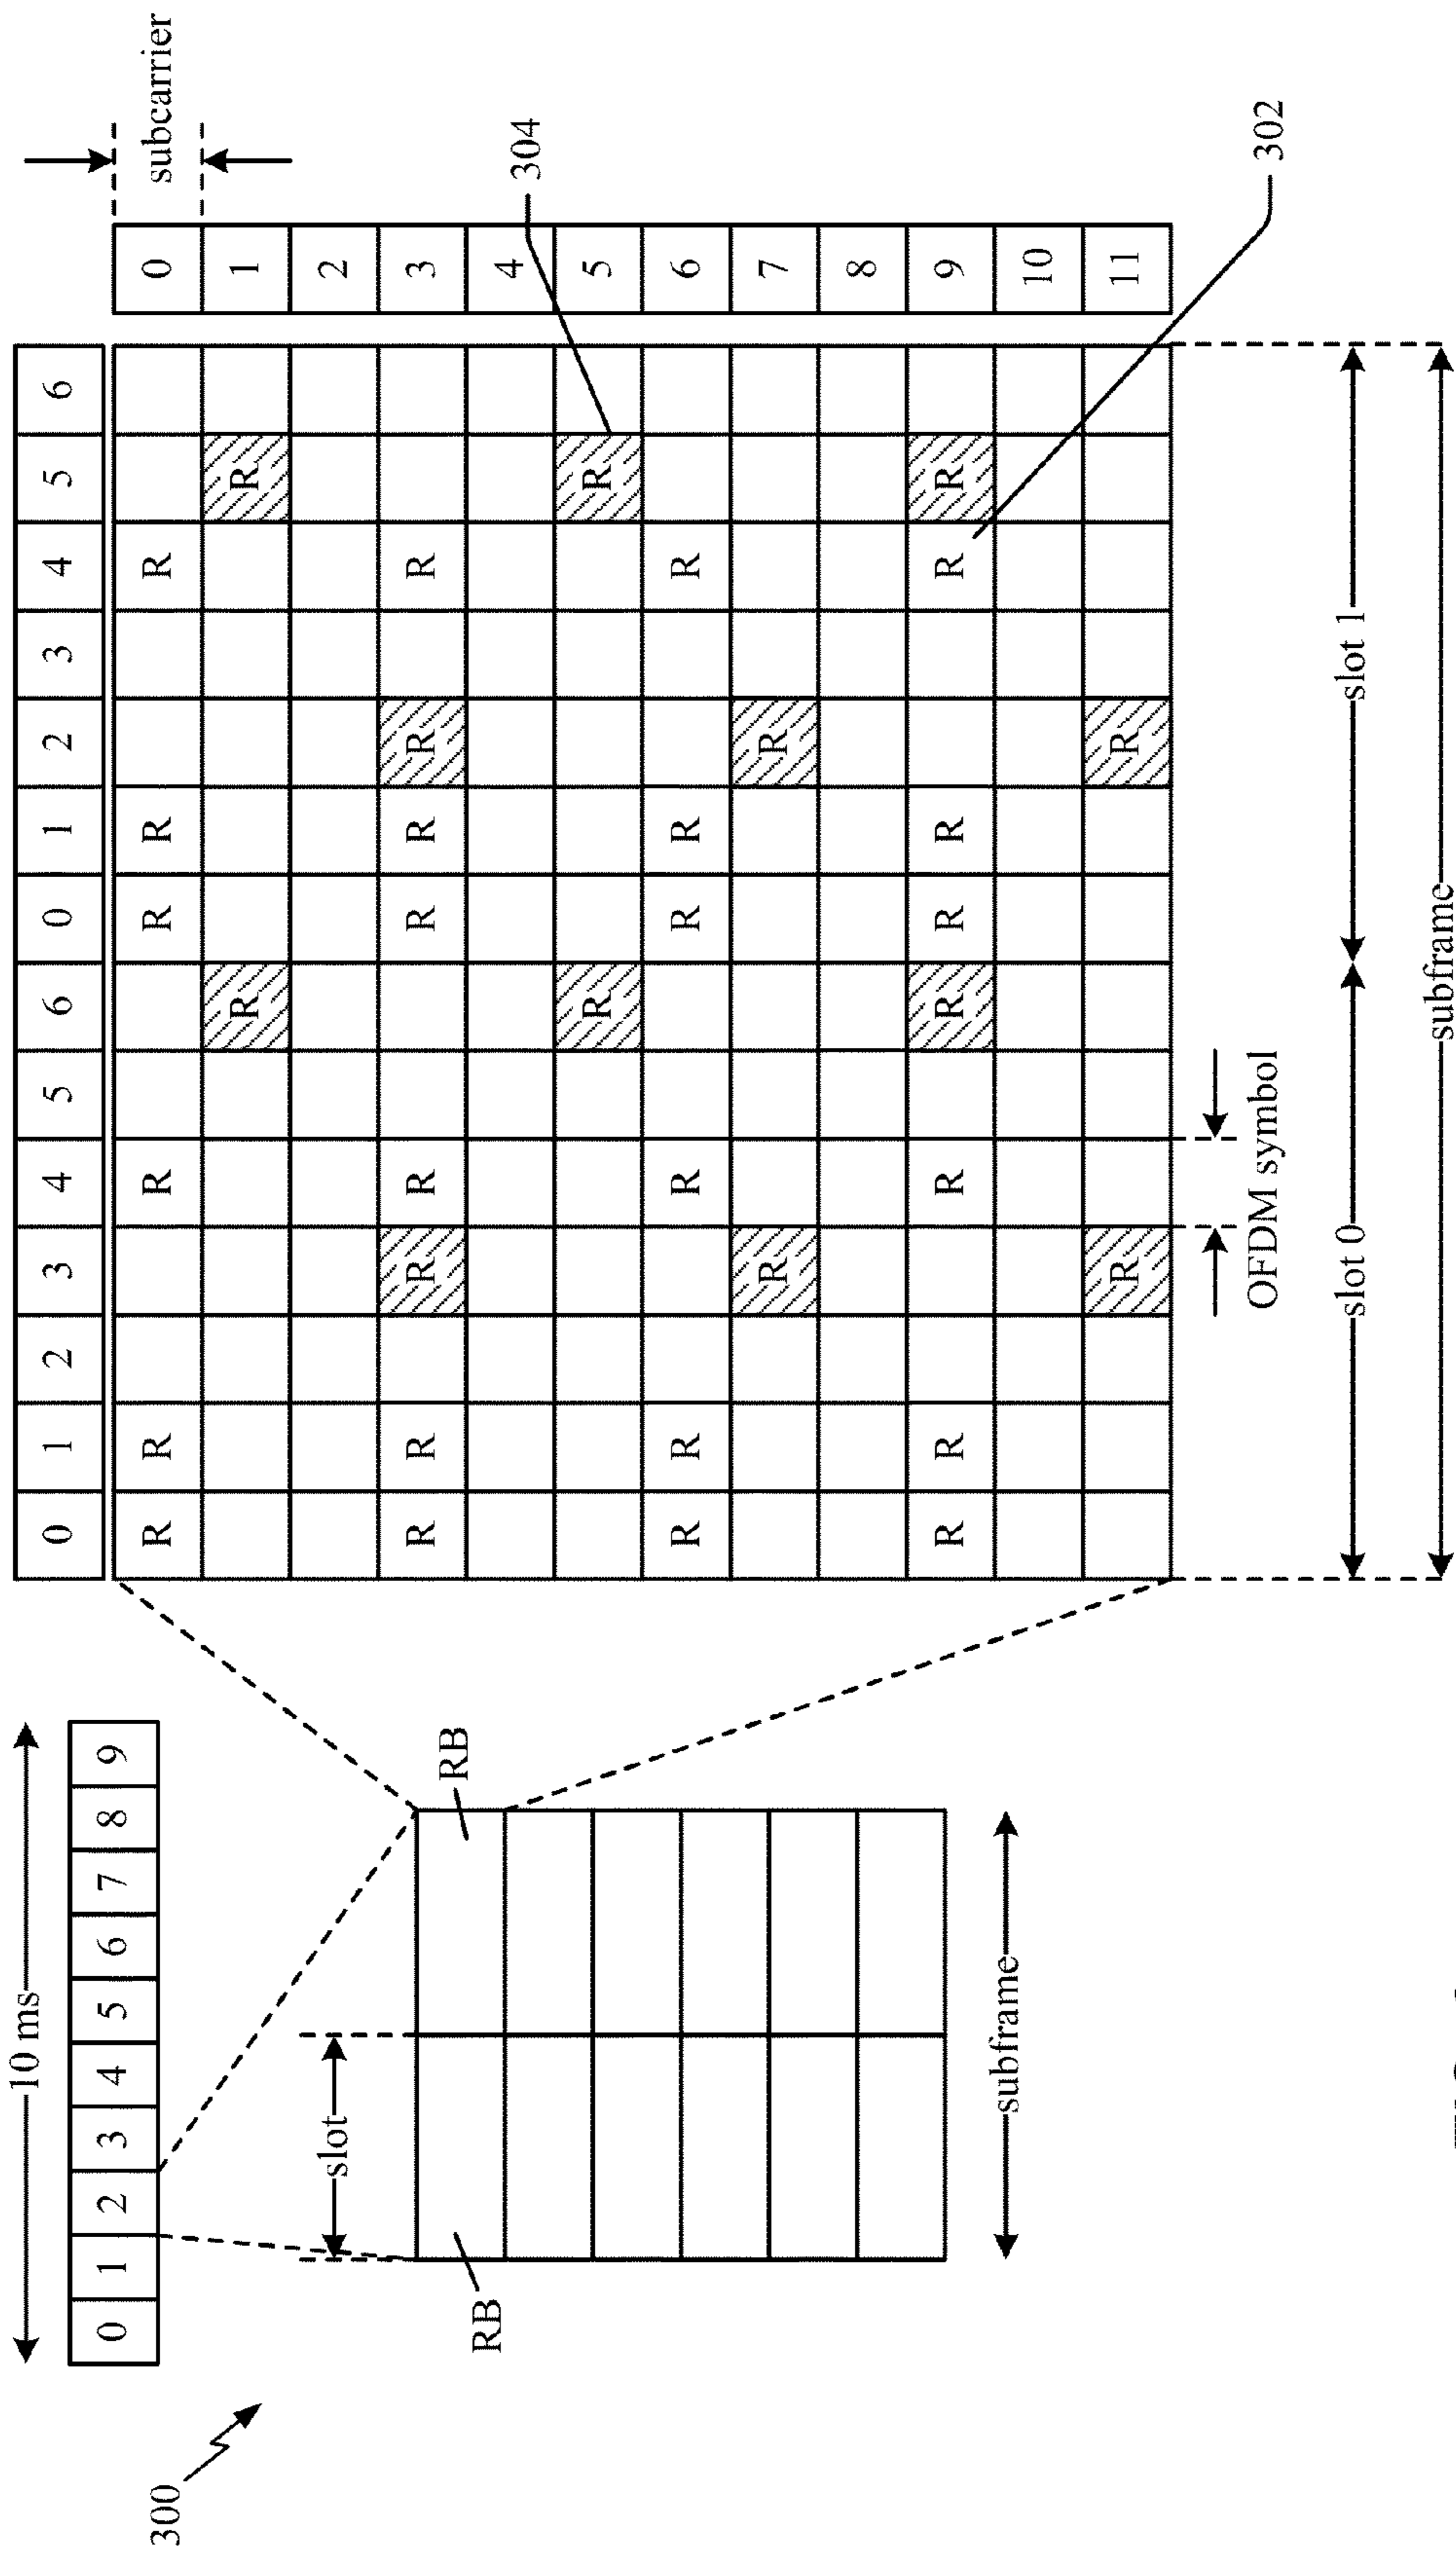 10 ms
0 1 2 3 4 5 6 7 8 9
300
0 1 2 3 4 5 6 0 1 2 3 4 5 6
R R R R R R 0
subcarrier
R R 1
2
R R R R R R R R 3
4
R R 5
304
R R R R R R 6
R R 7
8
R R R R R R R R 9
10
R R 11
302
slot
RB
RB
subframe
OFDM symbol
slot 0
slot 1
subframe